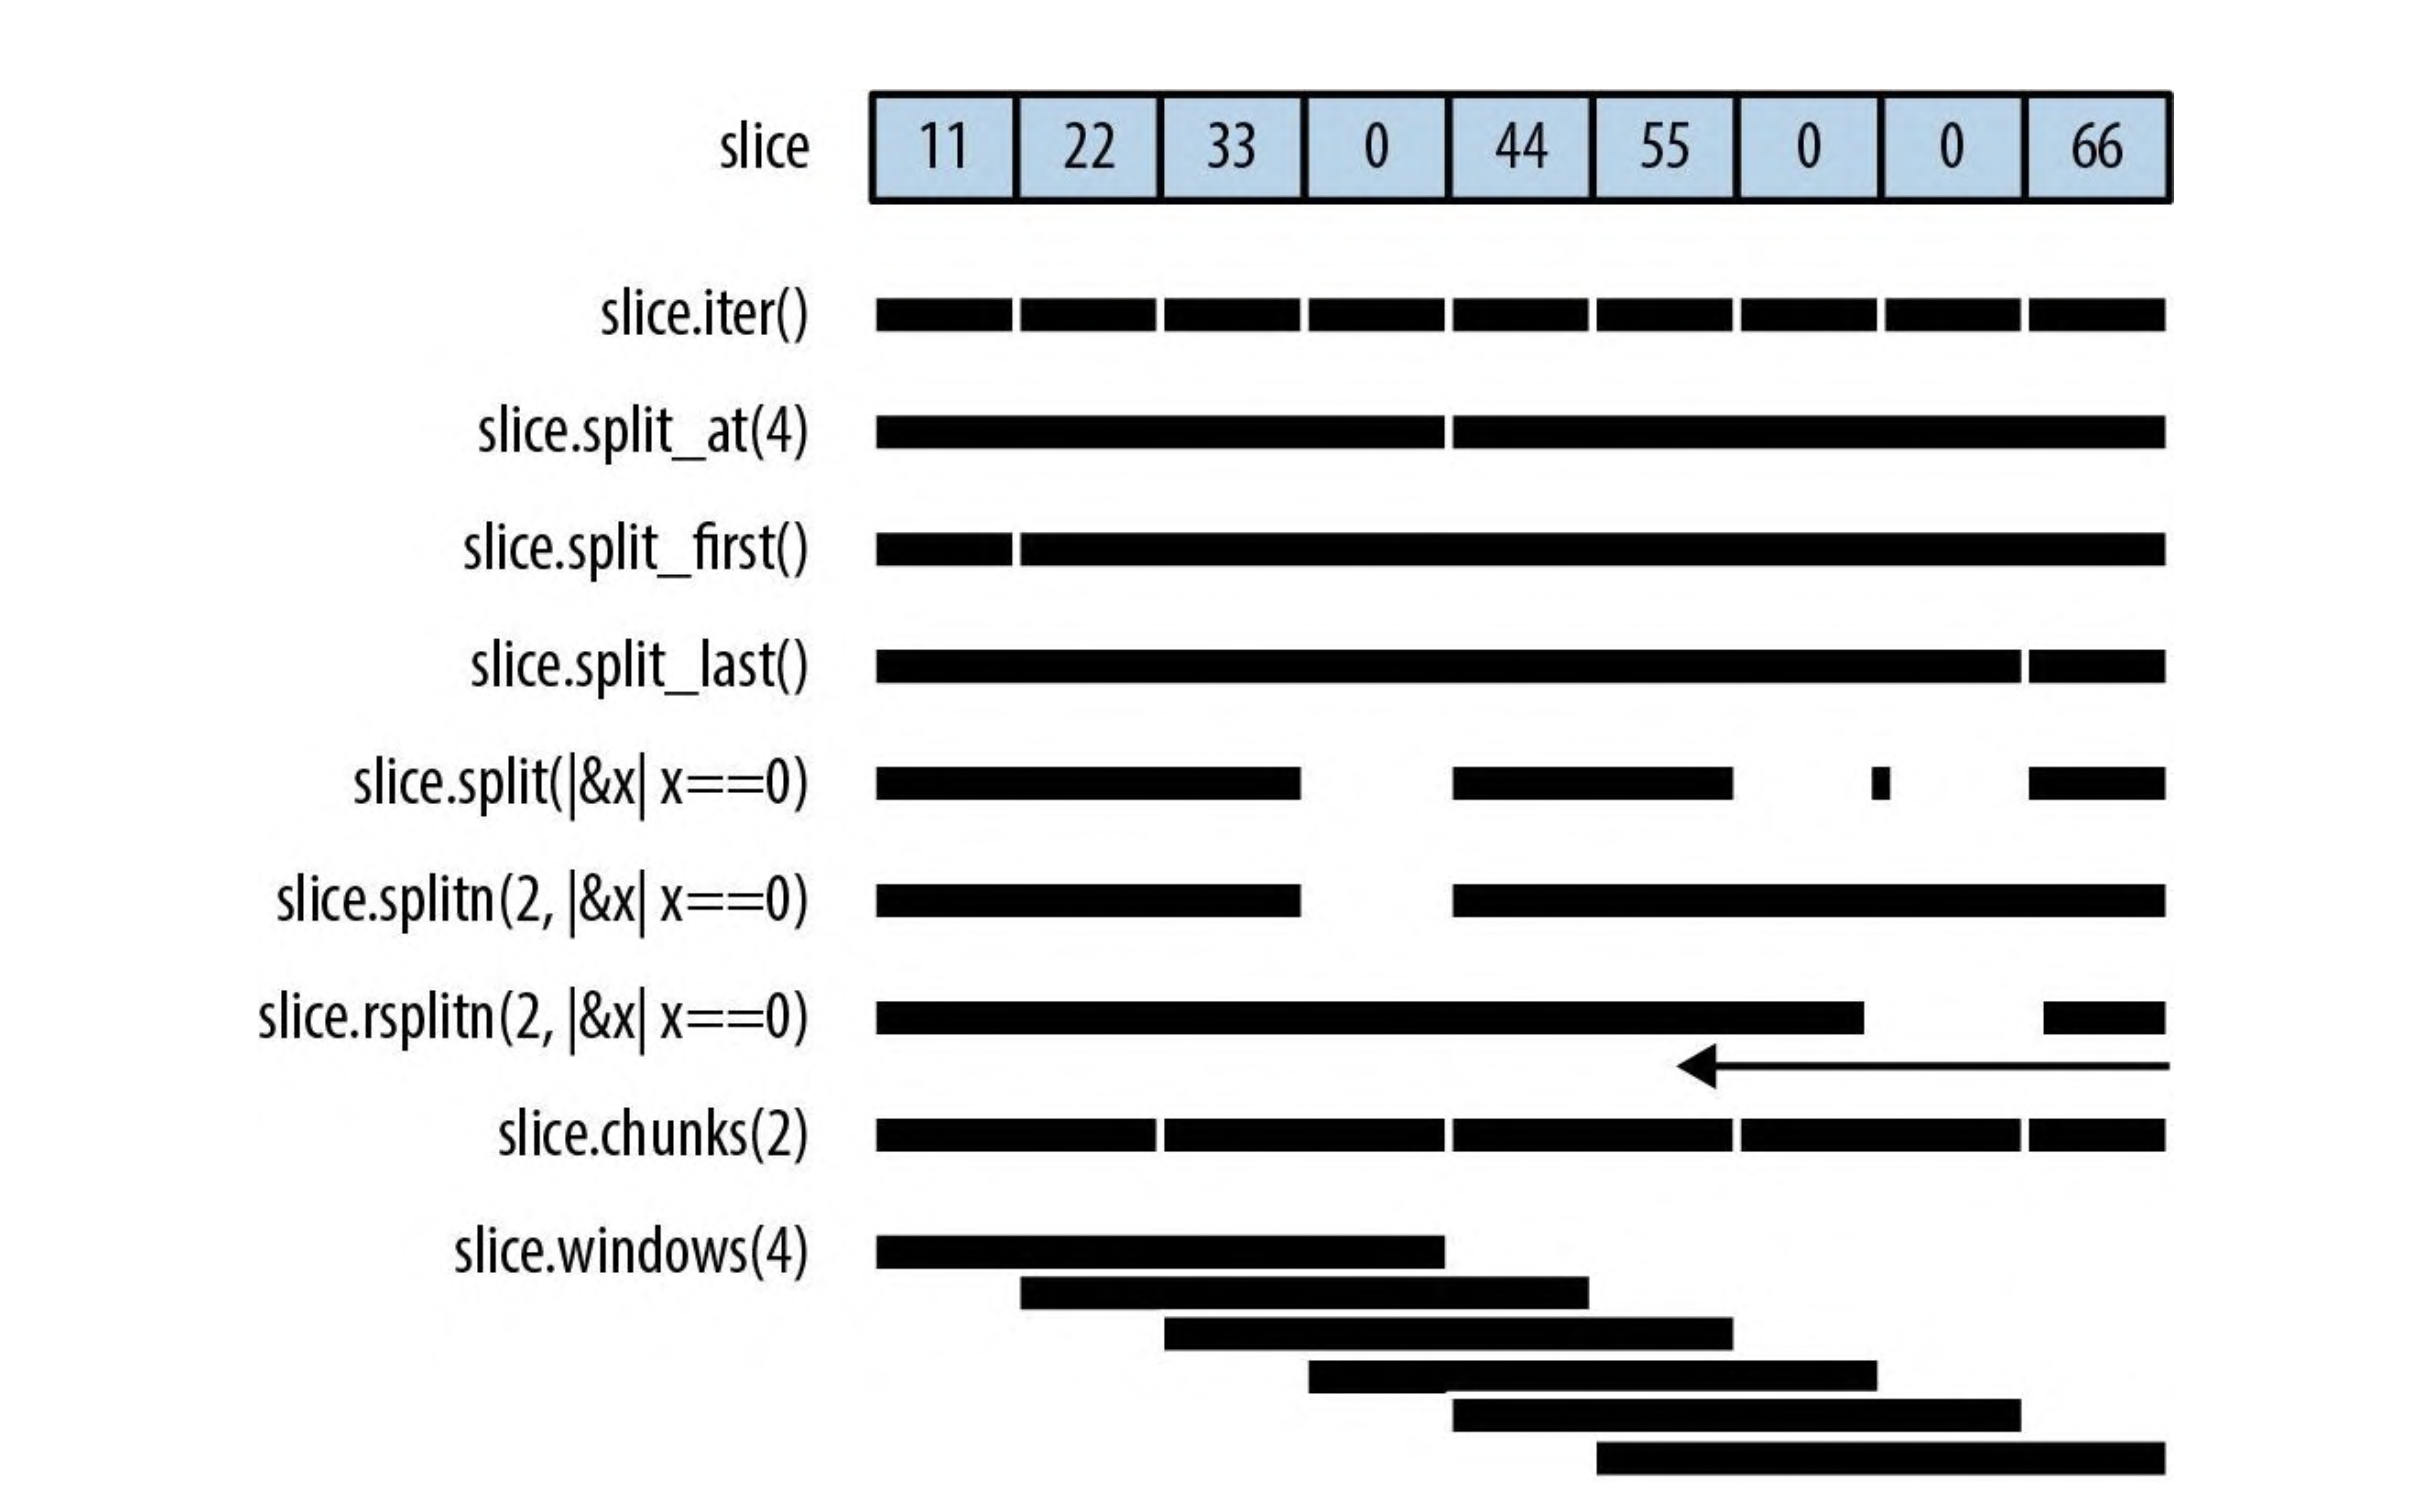 slice 11 22 33 0 44 55 0 0 66
slice.iter()
slice.split_at(4)
slice.split_first()
slice.split_last()
slice.split(|&x| x==0)
slice.splitn(2, |&x| x==0)
slice.rsplitn(2, |&x| x==0)
slice.chunks(2)
slice.windows(4)